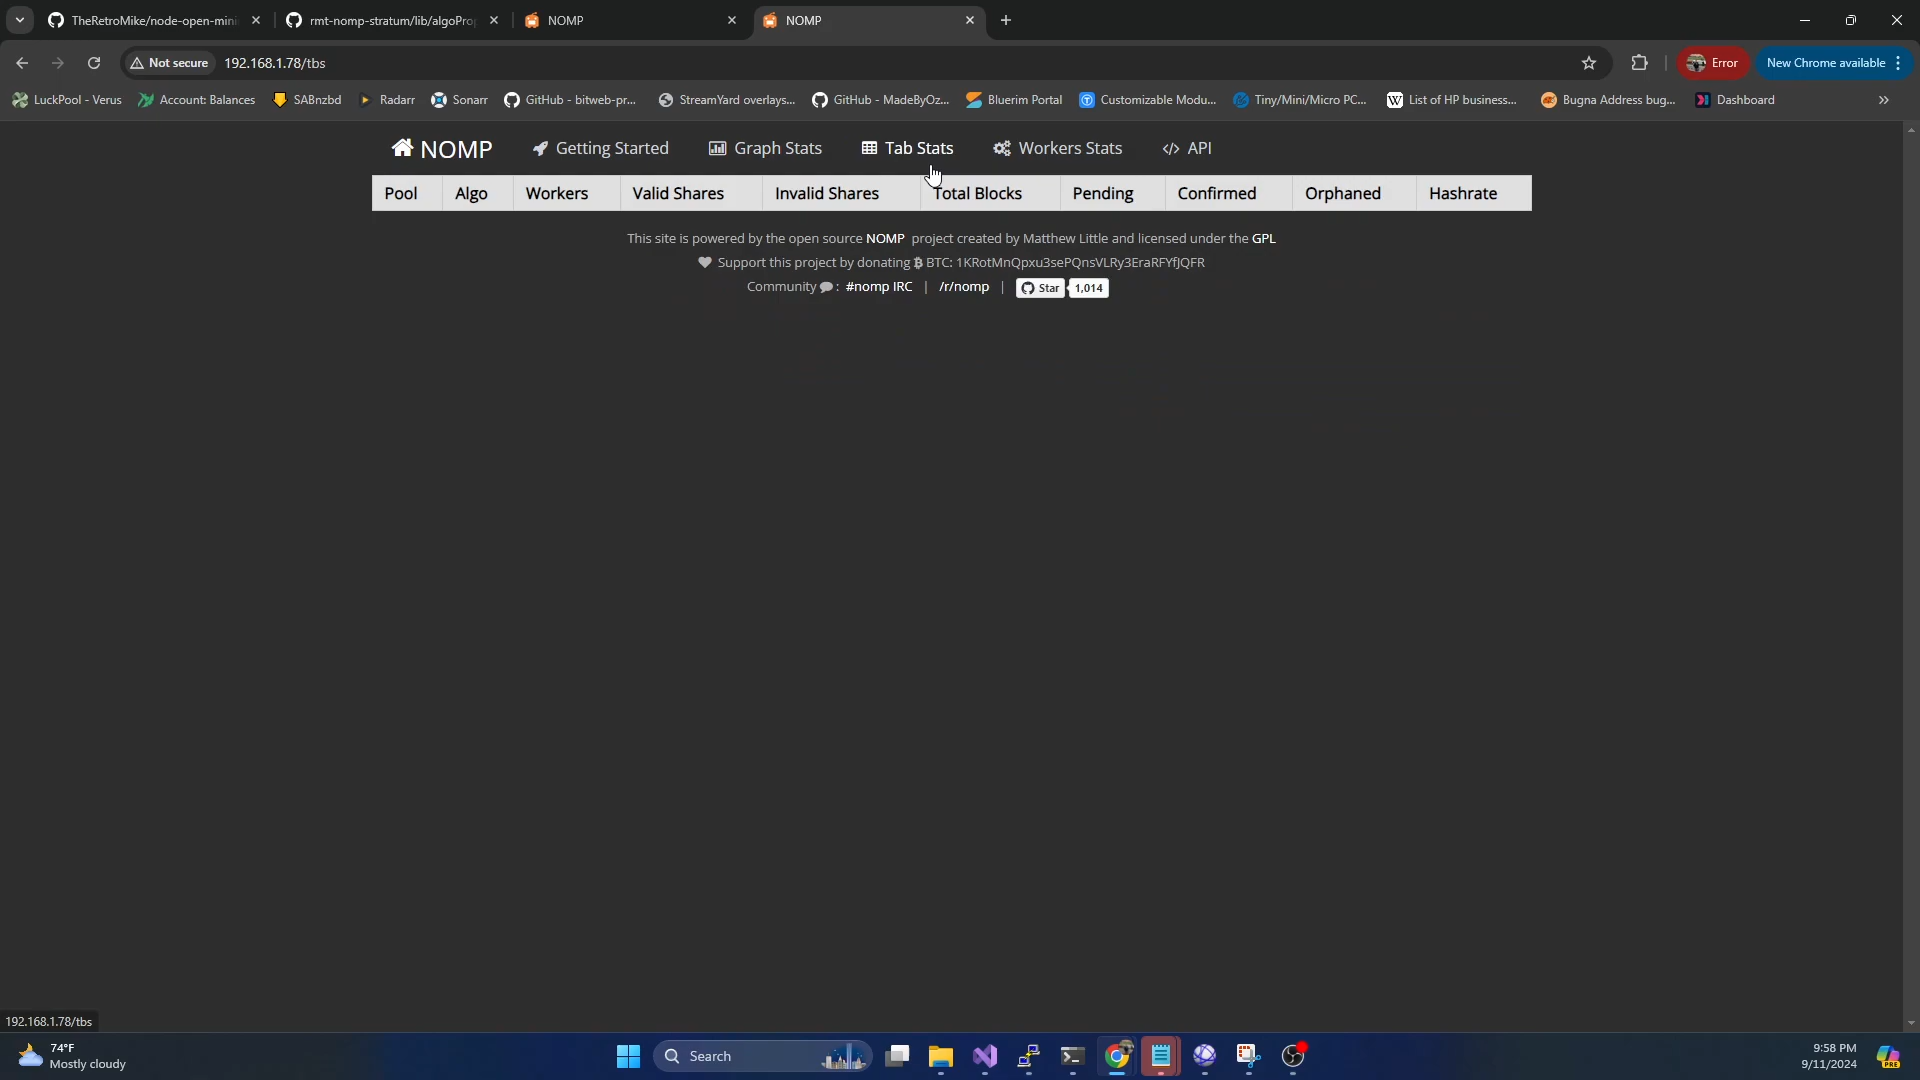 TheRetroMike/node-open-mini
rmt-nomp-stratum/lib/algoPro
NOMP
NOMP
Not secure
192.168.1.78/tbs
Error
New Chrome available
LuckPool - Verus
Account: Balances
SABnzbd
Radarr
Sonarr
GitHub - bitweb-pr...
StreamYard overlays...
GitHub - MadeByOz...
Bluerim Portal
Customizable Modu...
Tiny/Mini/Micro PC...
List of HP business...
Bugna Address bug...
Dashboard
»
NOMP
Getting Started
Graph Stats
Tab Stats
Workers Stats
</> API
Pool Algo Workers Valid Shares Invalid Shares Total Blocks Pending Confirmed Orphaned Hashrate
This site is powered by the open source NOMP project created by Matthew Little and licensed under the GPL
Support this project by donating BTC: 1KRotMnQpxu3sePQnsVLRy3EraRFYfJQFR
Community : #nomp IRC | /r/nomp | Star 1,014
192.168.1.78/tbs
74°F
Mostly cloudy
Search
9:58 PM
9/11/2024
PRE